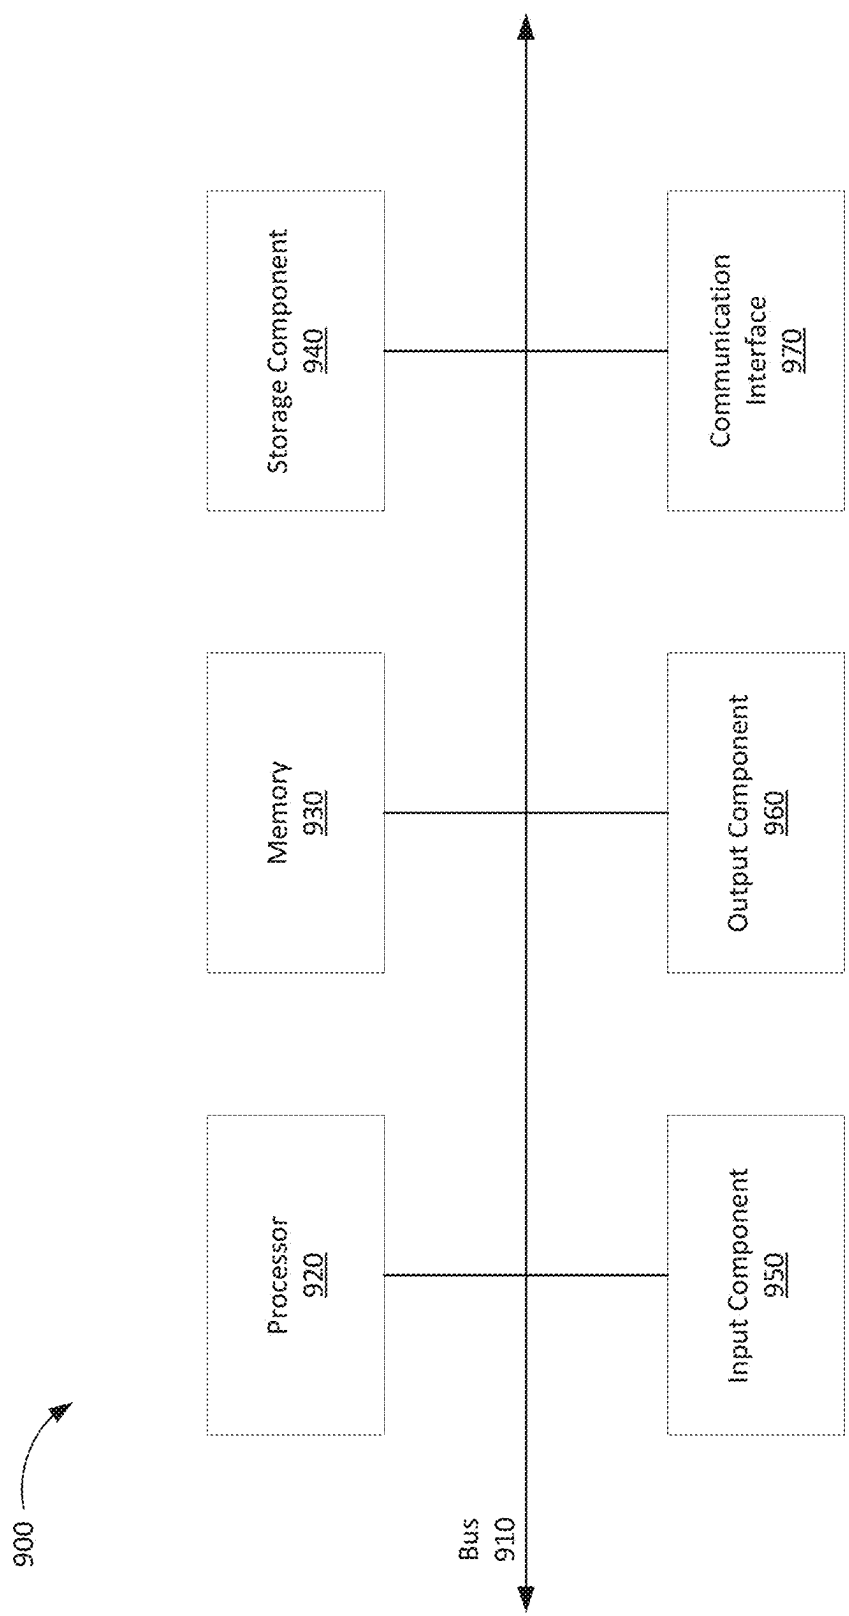 900
Bus
910
Processor
920
Memory
930
Storage Component
940
Input Component
950
Output Component
960
Communication
Interface
970